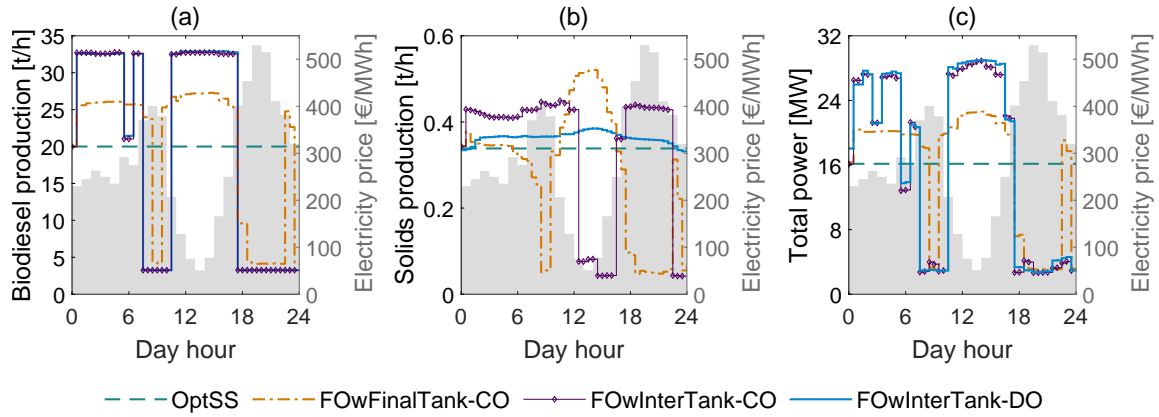 (a)
(b)
(c)
Biodiesel production [t/h]
35
30
25
20
15
10
5
0
0 6 12 18 24
Day hour
500
400
300
200
100
0
Electricity price [€/MWh]
Solids production [t/h]
0.6
0.4
0.2
0
0 6 12 18 24
Day hour
500
400
300
200
100
0
Electricity price [€/MWh]
Total power [MW]
32
24
16
8
0
0 6 12 18 24
Day hour
500
400
300
200
100
0
Electricity price [€/MWh]
OptSS FOwFinalTank-CO FOwInterTank-CO FOwInterTank-DO